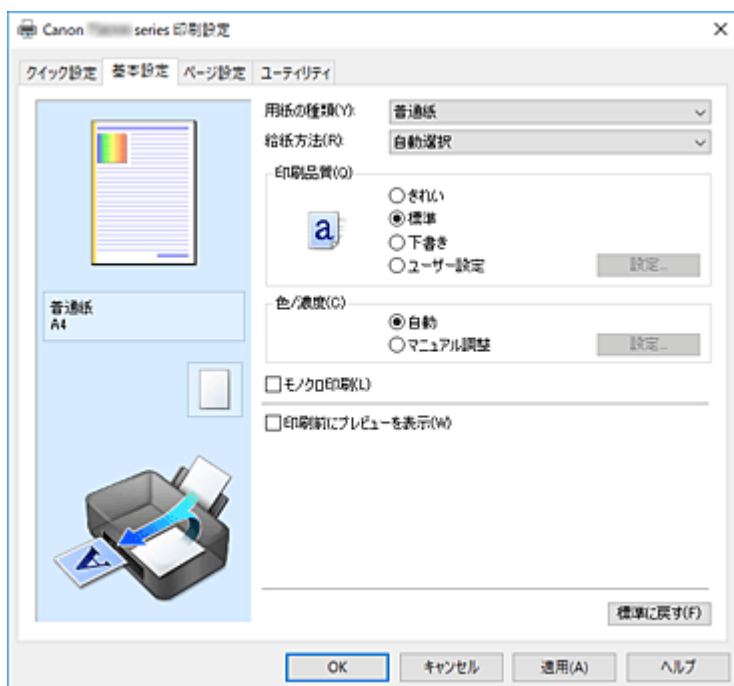 Canon series 印刷設定
クイック設定 基本設定 ページ設定 ユーティリティ
用紙の種類(Y): 普通紙
給紙方法(R): 自動選択
印刷品質(Q)
a
きれい
標準
下書き
ユーザー設定 設定...
普通紙
A4
色/濃度(C)
自動
マニュアル調整 設定...
モノクロ印刷(L)
印刷前にプレビューを表示(W)
A
標準に戻す(F)
OK キャンセル 適用(A) ヘルプ